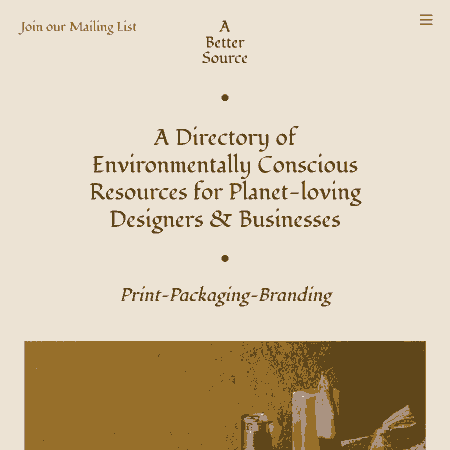 Join our Mailing List
A
Better
Source
A Directory of
Environmentally Conscious
Resources for Planet-loving
Designers & Businesses
Print-Packaging-Branding